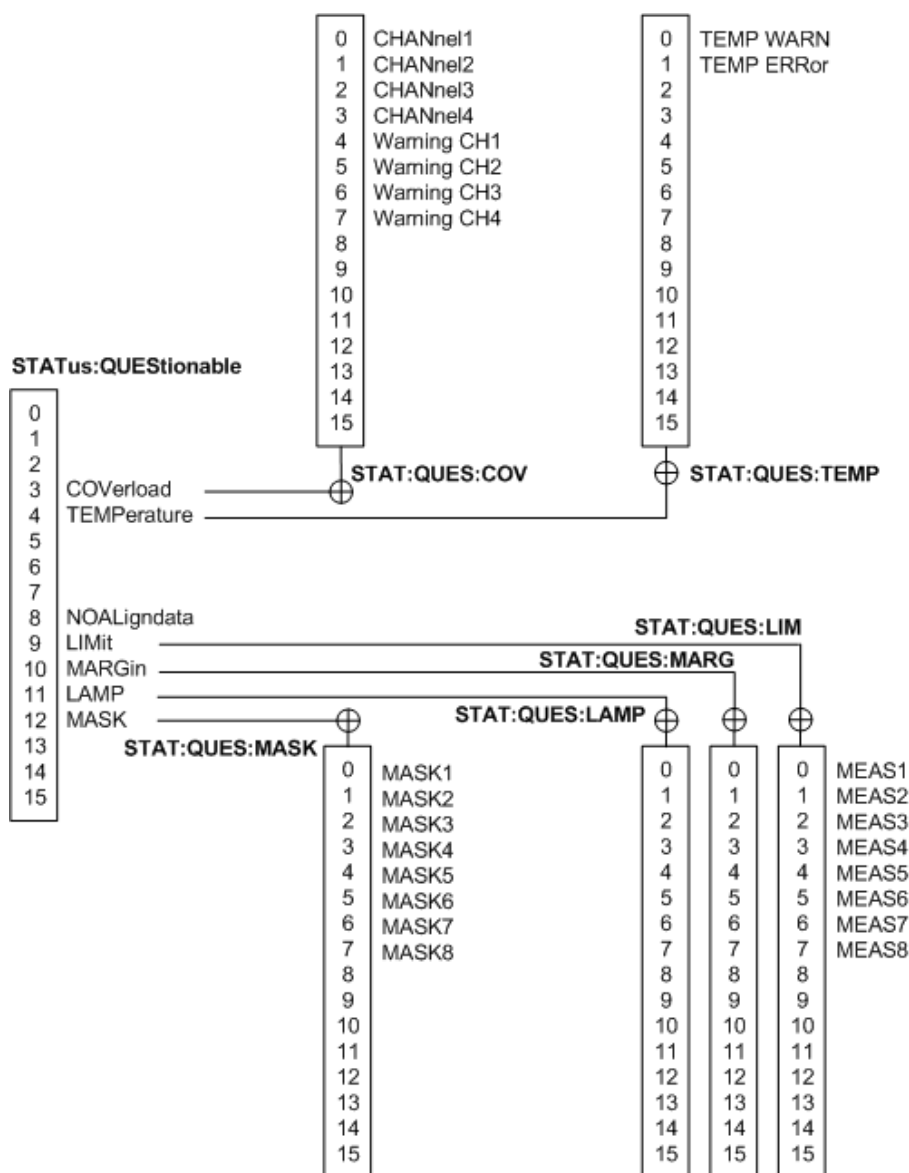 0 CHANnel1
1 CHANnel2
2 CHANnel3
3 CHANnel4
4 Warning CH1
5 Warning CH2
6 Warning CH3
7 Warning CH4
8
9
10
11
12
13
14
15
0 TEMP WARN
1 TEMP ERRor
2
3
4
5
6
7
8
9
10
11
12
13
14
15
STAT:QUES:COV
STAT:QUES:TEMP
STATus:QUEStionable
0
1
2
3 COVerload
4 TEMPerature
5
6
7
8 NOALigndata
9 LIMit
10 MARGin
11 LAMP
12 MASK
13
14
15
STAT:QUES:LIM
STAT:QUES:MARG
STAT:QUES:LAMP
STAT:QUES:MASK
0 MASK1
1 MASK2
2 MASK3
3 MASK4
4 MASK5
5 MASK6
6 MASK7
7 MASK8
8
9
10
11
12
13
14
15
0 0 0 MEAS1
1 1 1 MEAS2
2 2 2 MEAS3
3 3 3 MEAS4
4 4 4 MEAS5
5 5 5 MEAS6
6 6 6 MEAS7
7 7 7 MEAS8
8 8 8
9 9 9
10 10 10
11 11 11
12 12 12
13 13 13
14 14 14
15 15 15